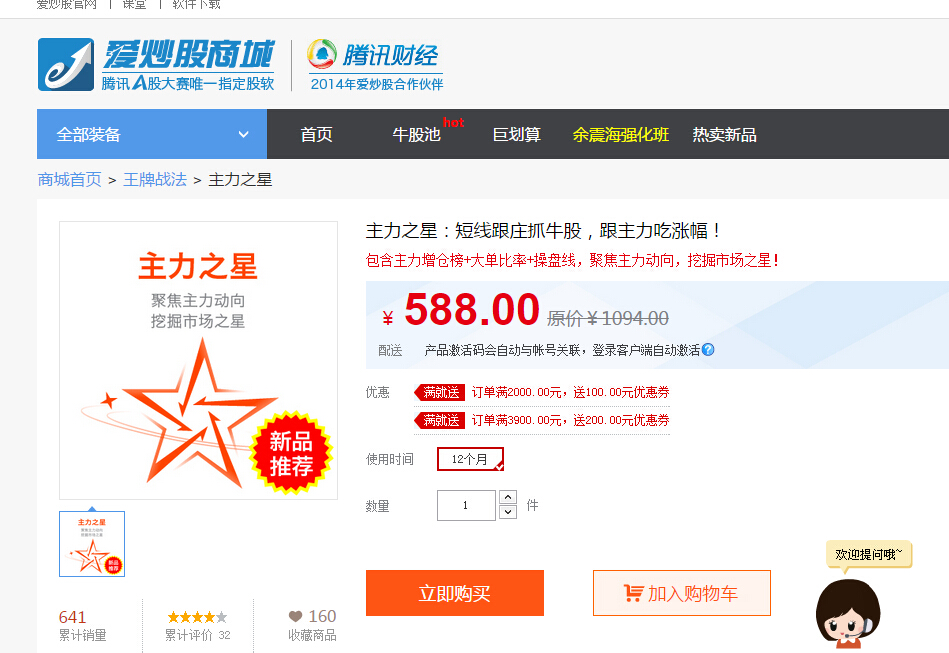 爱炒股官网 | 课堂 | 软件下载
爱炒股商城
腾讯A股大赛唯一指定股软
腾讯财经
2014年爱炒股合作伙伴
全部装备
首页
牛股池
hot
巨划算
余震海强化班
热卖新品
商城首页 > 王牌战法 > 主力之星
主力之星
聚焦主力动向
挖掘市场之星
新品
推荐
主力之星
聚焦主力动向
挖掘市场之星
新品
推荐
641
累计销量
累计评价 32
160
收藏商品
主力之星：短线跟庄抓牛股，跟主力吃涨幅！
包含主力增仓榜+大单比率+操盘线，聚焦主力动向，挖掘市场之星！
¥ 588.00 原价¥1094.00
配送 产品激活码会自动与帐号关联，登录客户端自动激活?
优惠 满就送 订单满2000.00元，送100.00元优惠券
满就送 订单满3900.00元，送200.00元优惠券
使用时间 12个月
数量 1 件
立即购买
加入购物车
欢迎提问哦~